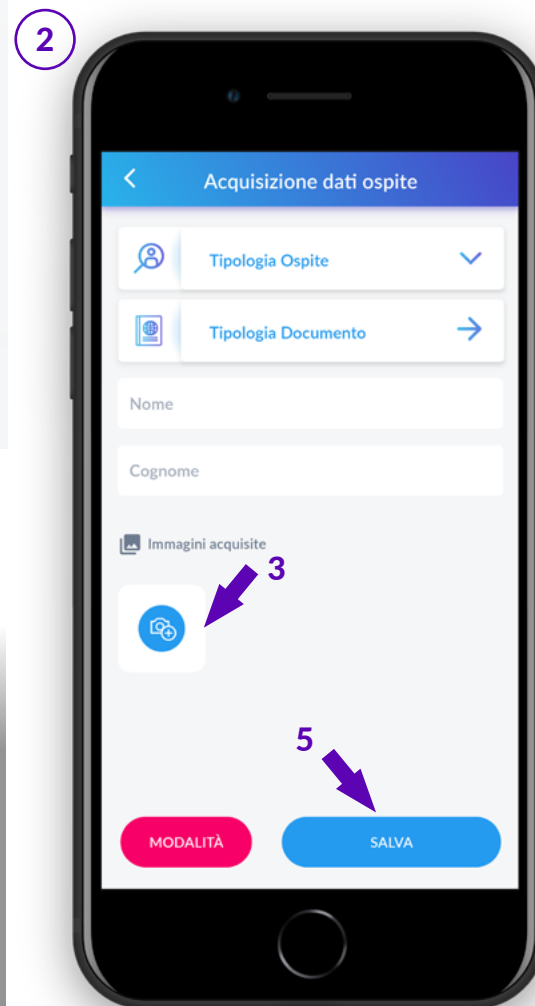 2
Acquisizione dati ospite
Tipologia Ospite
Tipologia Documento
Nome
Cognome
Immagini acquisite
3
5
MODALITÀ
SALVA